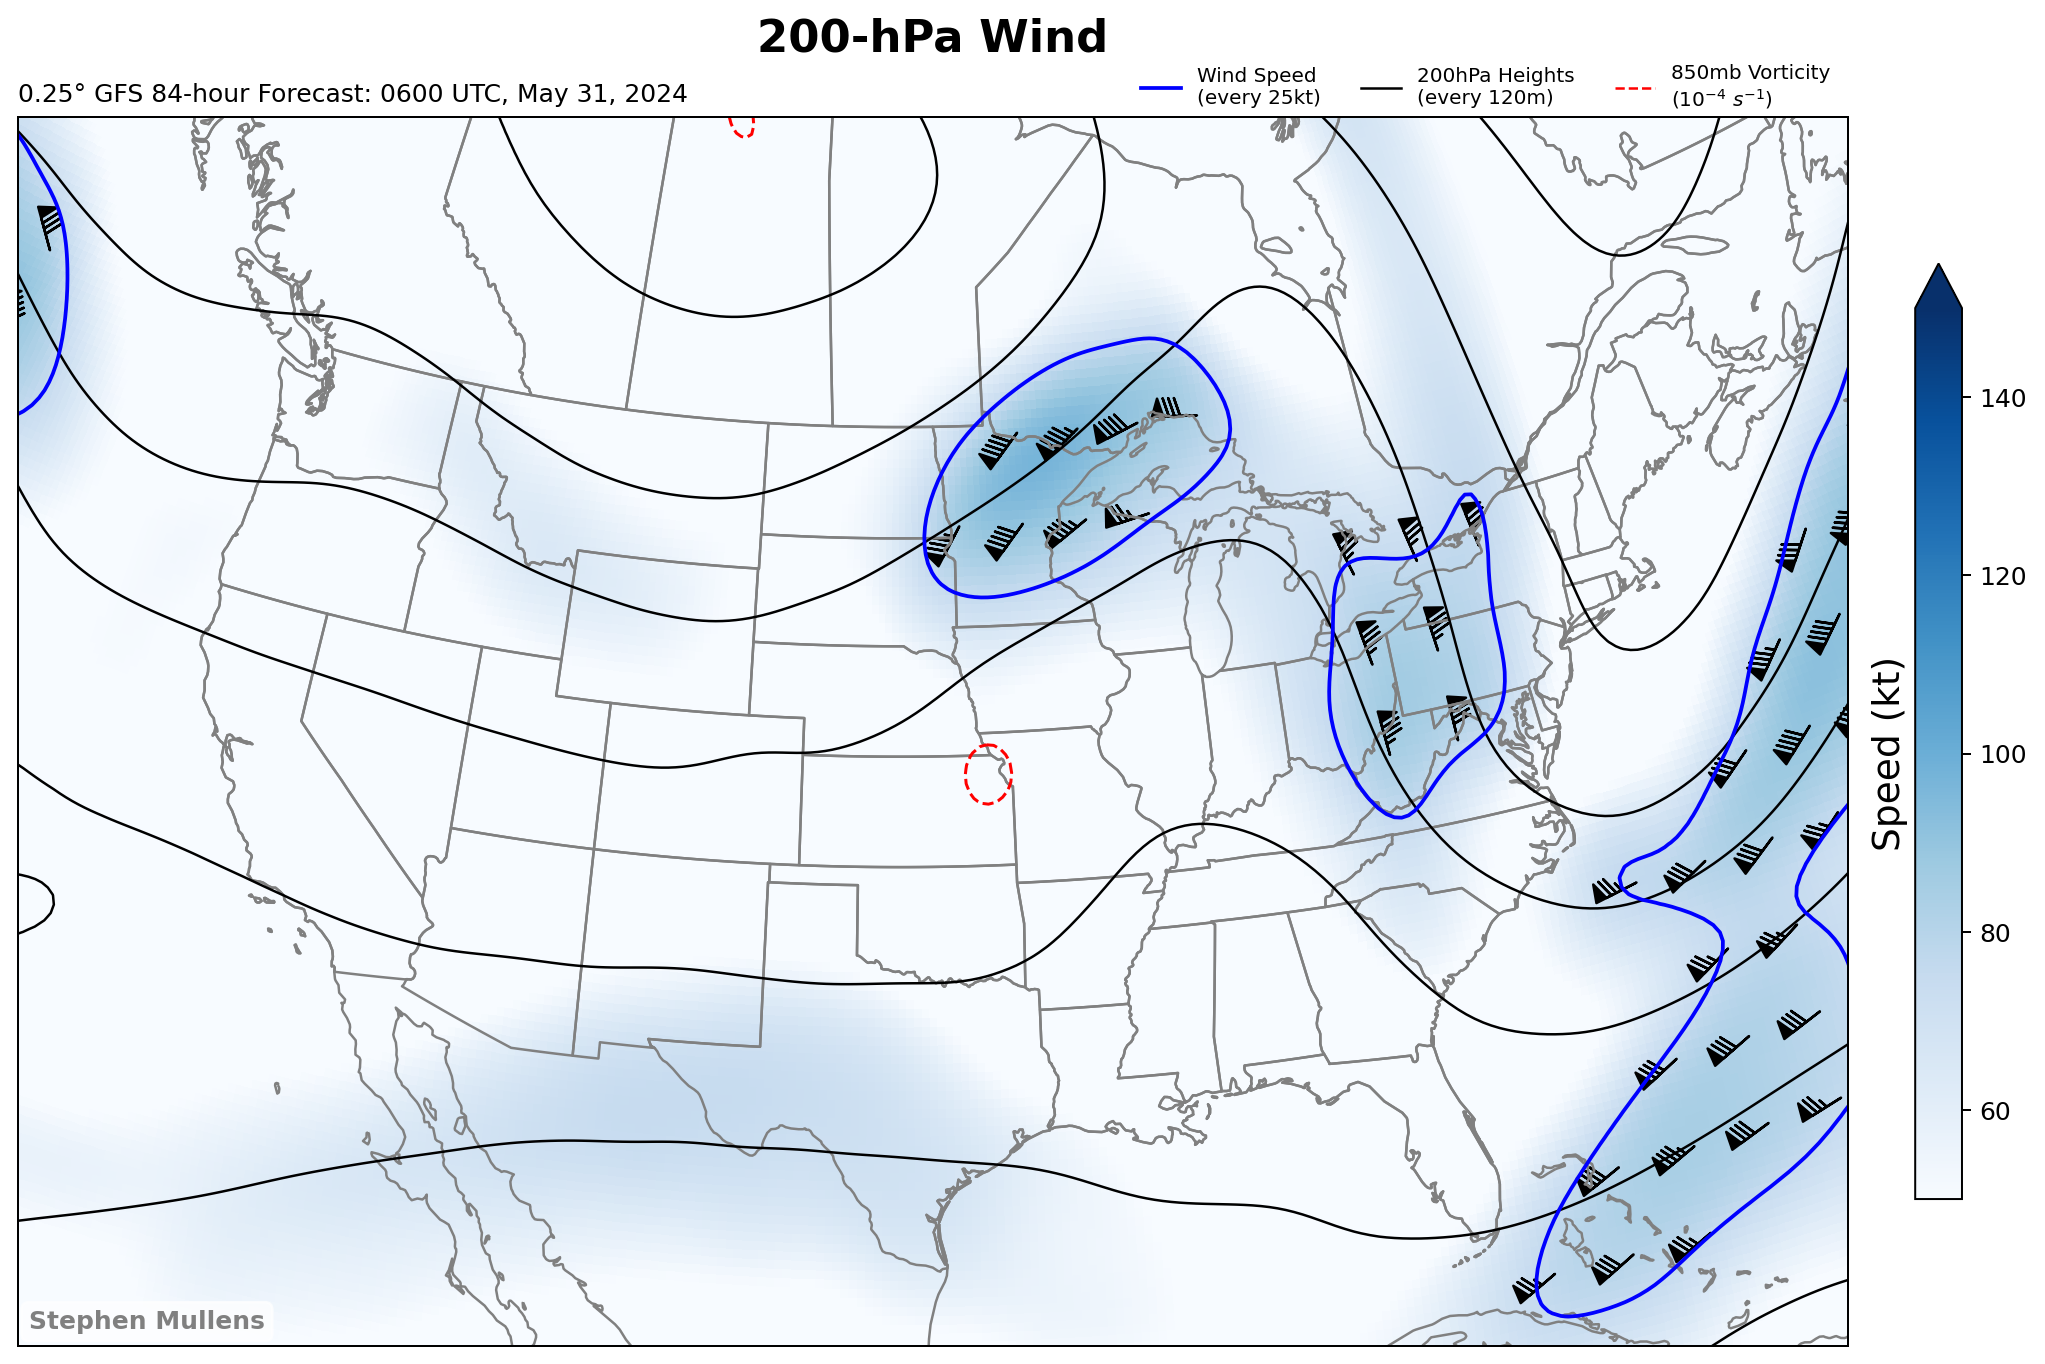 200-hPa Wind
0.25° GFS 84-hour Forecast: 0600 UTC, May 31, 2024
Wind Speed
(every 25kt)
200hPa Heights
(every 120m)
850mb Vorticity
(10⁻⁴ s⁻¹)
140
120
100
80
60
Speed (kt)
Stephen Mullens